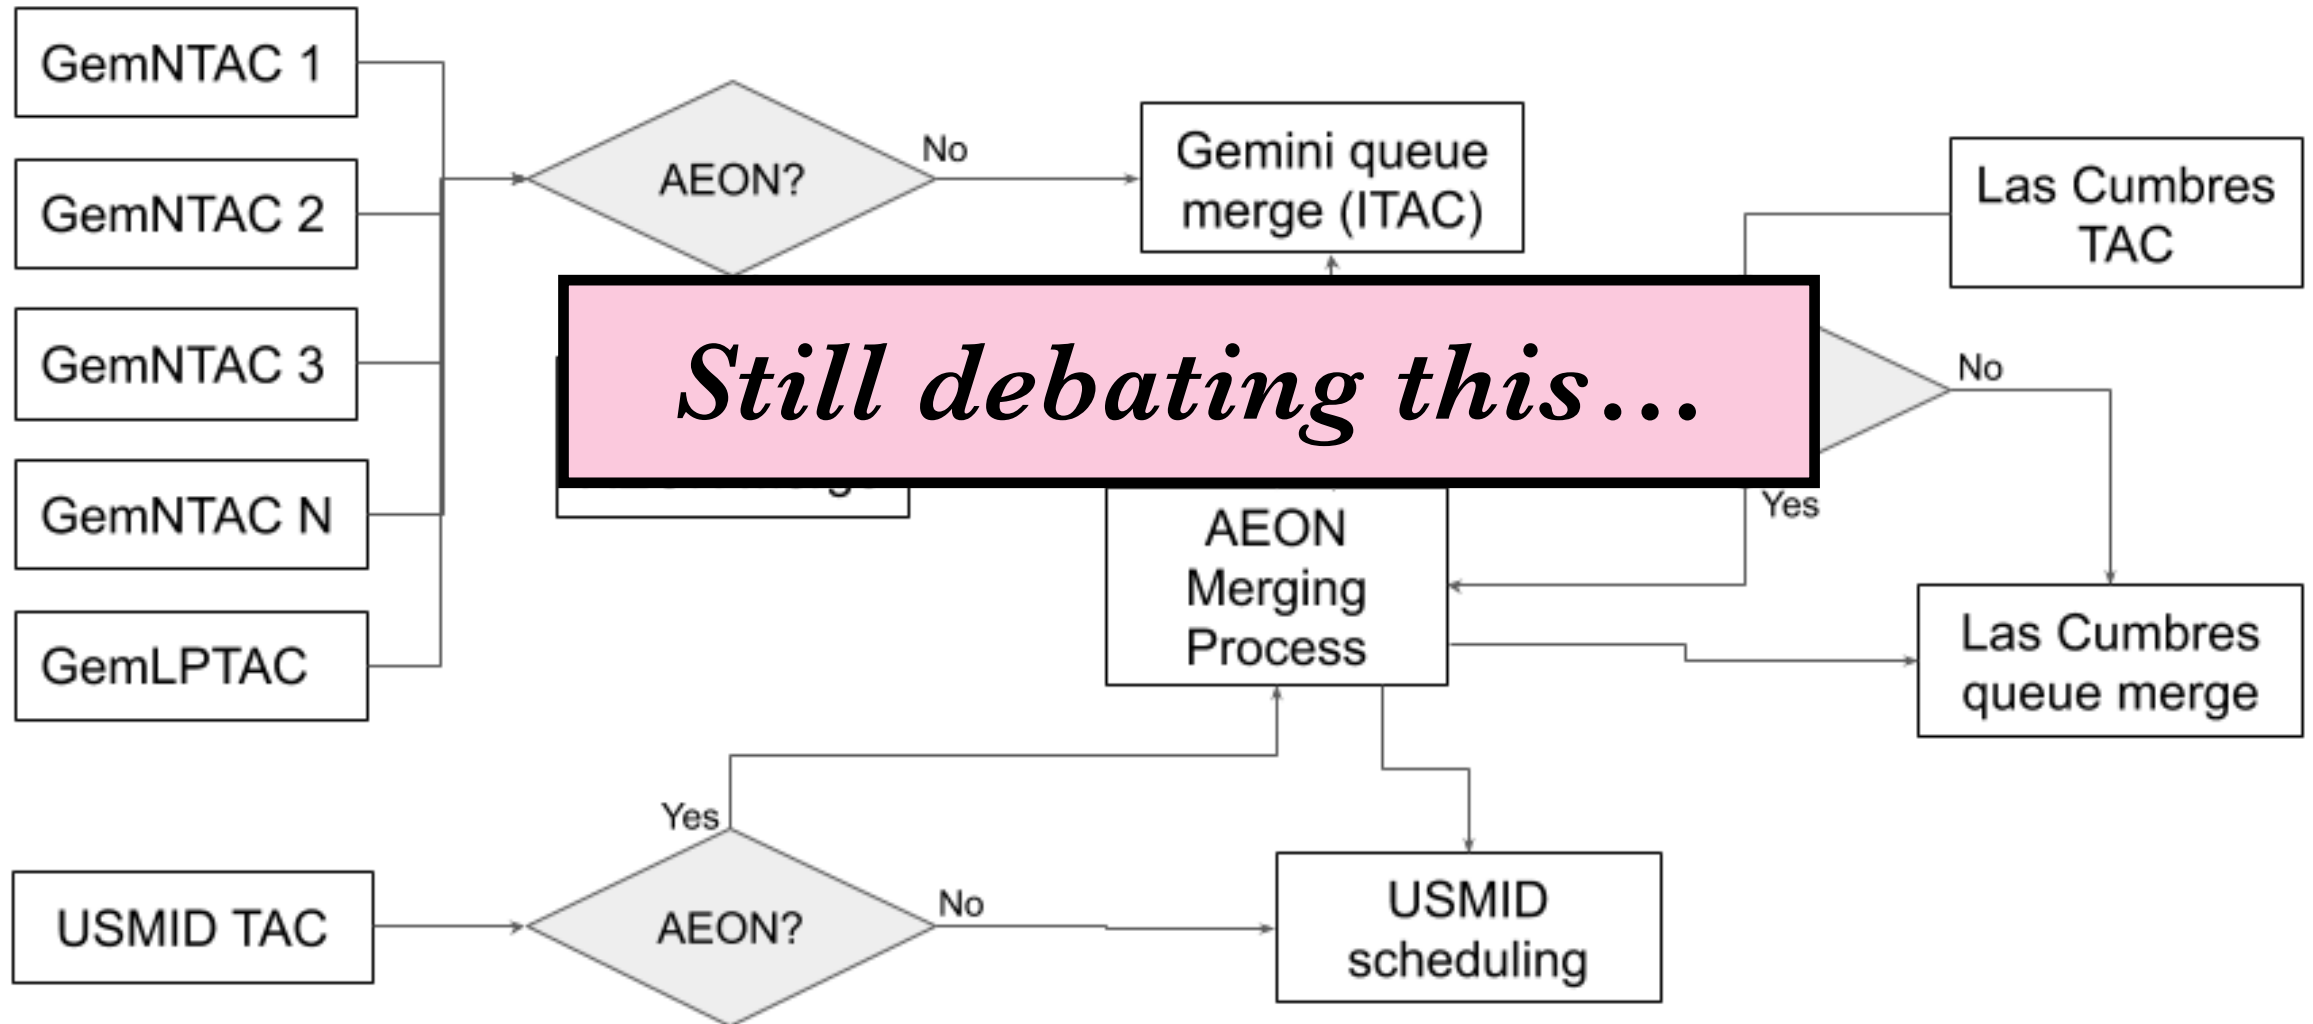 GemNTAC 1
GemNTAC 2
GemNTAC 3
GemNTAC N
GemLPTAC
AEON?
No
Gemini queue
merge (ITAC)
Las Cumbres
TAC
Still debating this...
No
Yes
AEON
Merging
Process
Las Cumbres
queue merge
USMID TAC
Yes
AEON?
No
USMID
scheduling